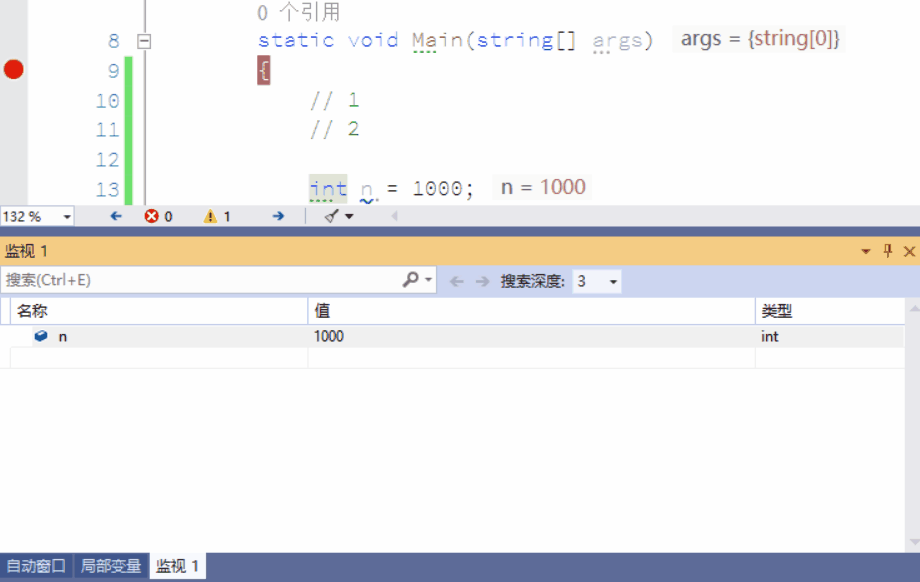 0 个引用
8 static void Main(string[] args) args = {string[0]}
9 {
10 // 1
11 // 2
12
13 int n = 1000; n = 1000
132 % 0 1
监视 1
搜索(Ctrl+E) 搜索深度: 3
名称 值 类型
n 1000 int
自动窗口 局部变量 监视 1